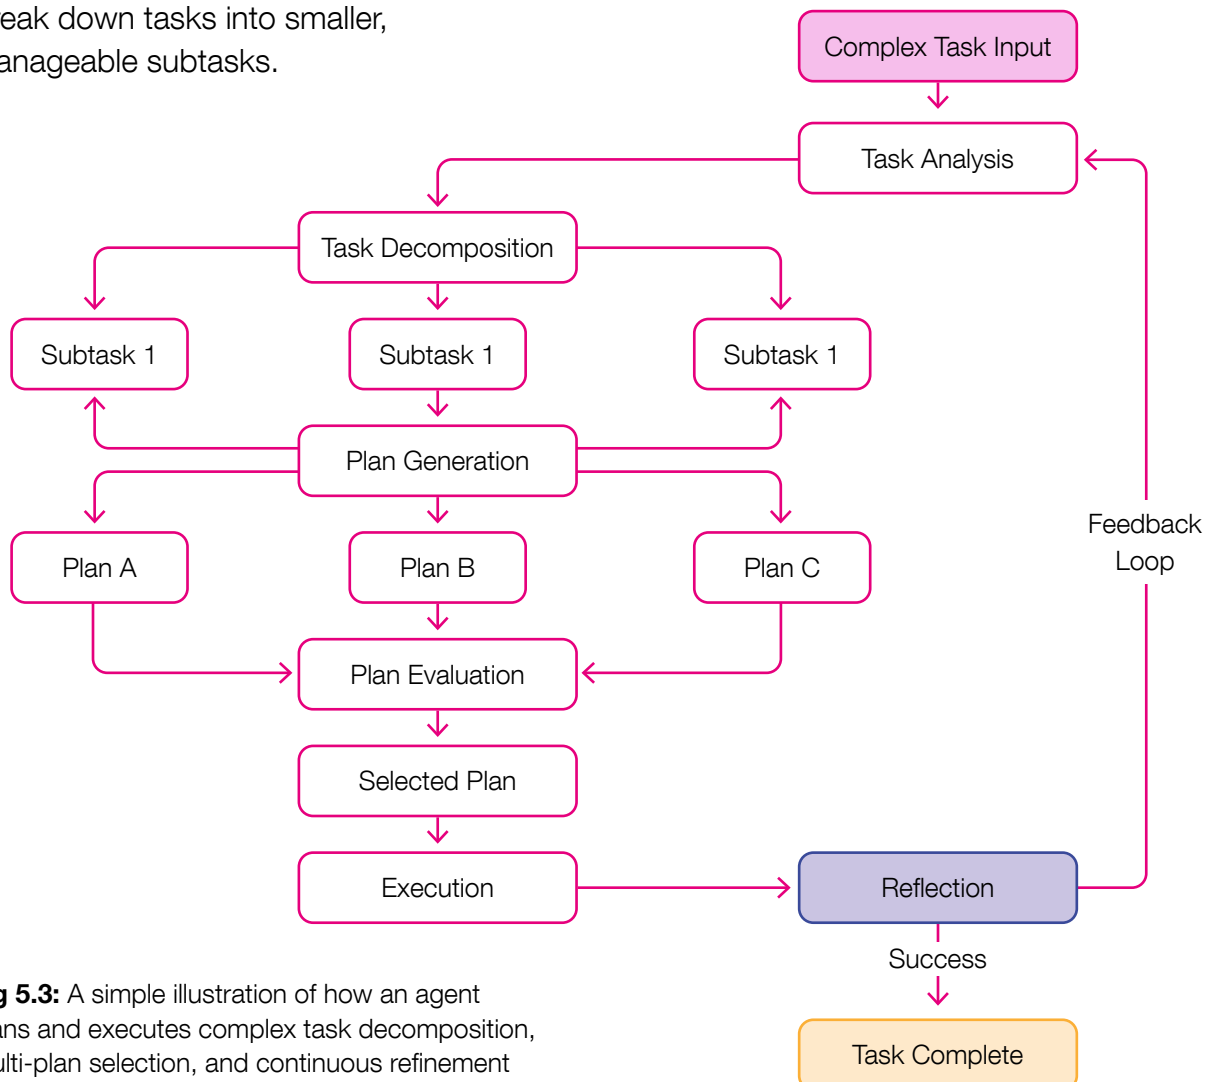 reak down tasks into smaller,
anageable subtasks.
Complex Task Input
Task Analysis
Task Decomposition
Subtask 1
Subtask 1
Subtask 1
Plan Generation
Plan A
Plan B
Plan C
Feedback
Loop
Plan Evaluation
Selected Plan
Execution
Reflection
Success
Task Complete
g 5.3: A simple illustration of how an agent
ans and executes complex task decomposition,
ulti-plan selection, and continuous refinement